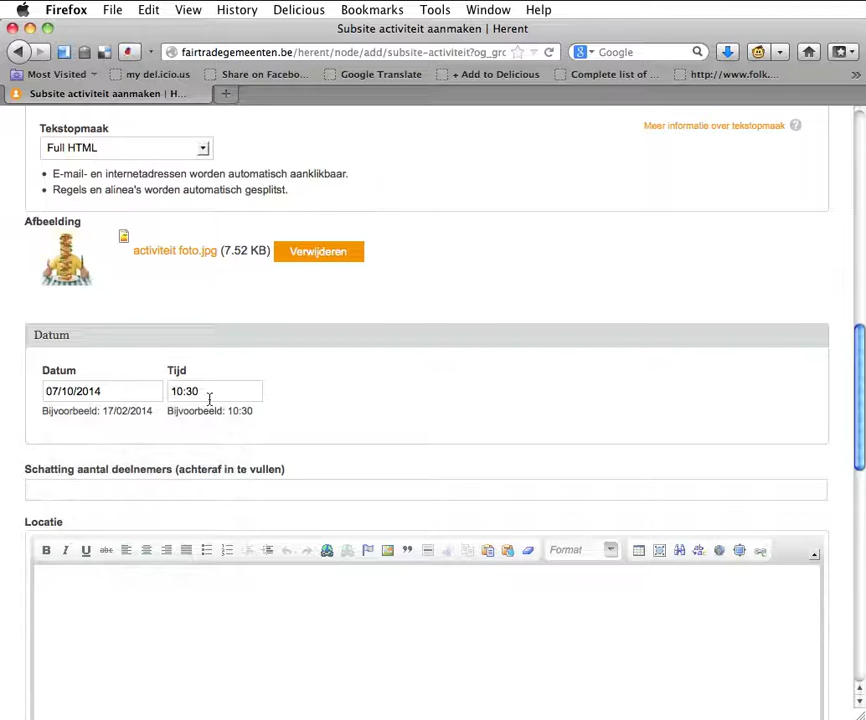 Firefox File Edit View History Delicious Bookmarks Tools Window Help
Subsite activiteit aanmaken | Herent
fairtradegemeenten.be/herent/node/add/subsite-activiteit?og_grc Google
Most Visited my del.icio.us Share on Facebo... Google Translate + Add to Delicious Complete list of ... http://www.folk... »
Subsite activiteit aanmaken | H... +
Tekstopmaak
Meer informatie over tekstopmaak ?
Full HTML
• E-mail- en internetadressen worden automatisch aanklikbaar.
• Regels en alinea's worden automatisch gesplitst.
Afbeelding
activiteit foto.jpg (7.52 KB) Verwijderen
Datum
Datum Tijd
07/10/2014 10:30
Bijvoorbeeld: 17/02/2014 Bijvoorbeeld: 10:30
Schatting aantal deelnemers (achteraf in te vullen)
Locatie
B I U abc Format